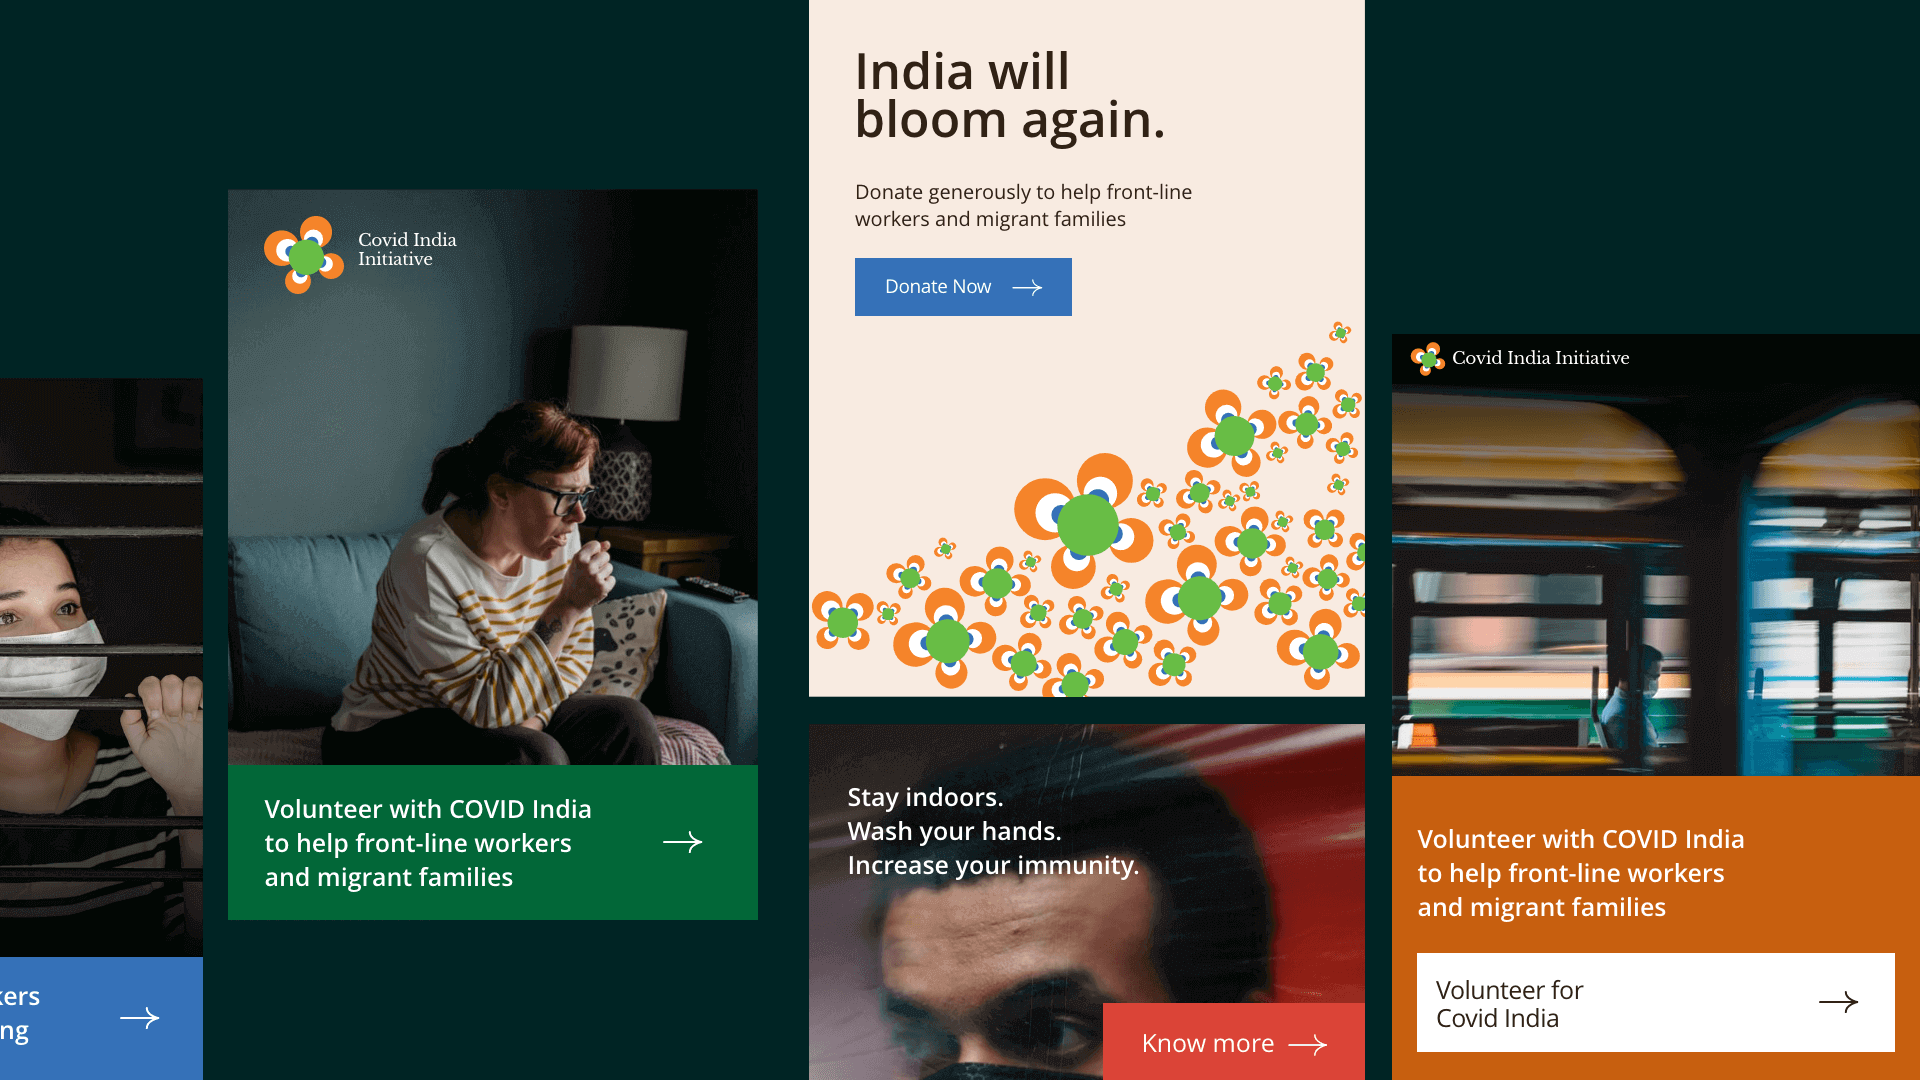 Covid India
Initiative
Volunteer with COVID India
to help front-line workers
and migrant families
India will
bloom again.
Donate generously to help front-line
workers and migrant families
Donate Now
Stay indoors.
Wash your hands.
Increase your immunity.
Know more
Covid India Initiative
Volunteer with COVID India
to help front-line workers
and migrant families
Volunteer for
Covid India